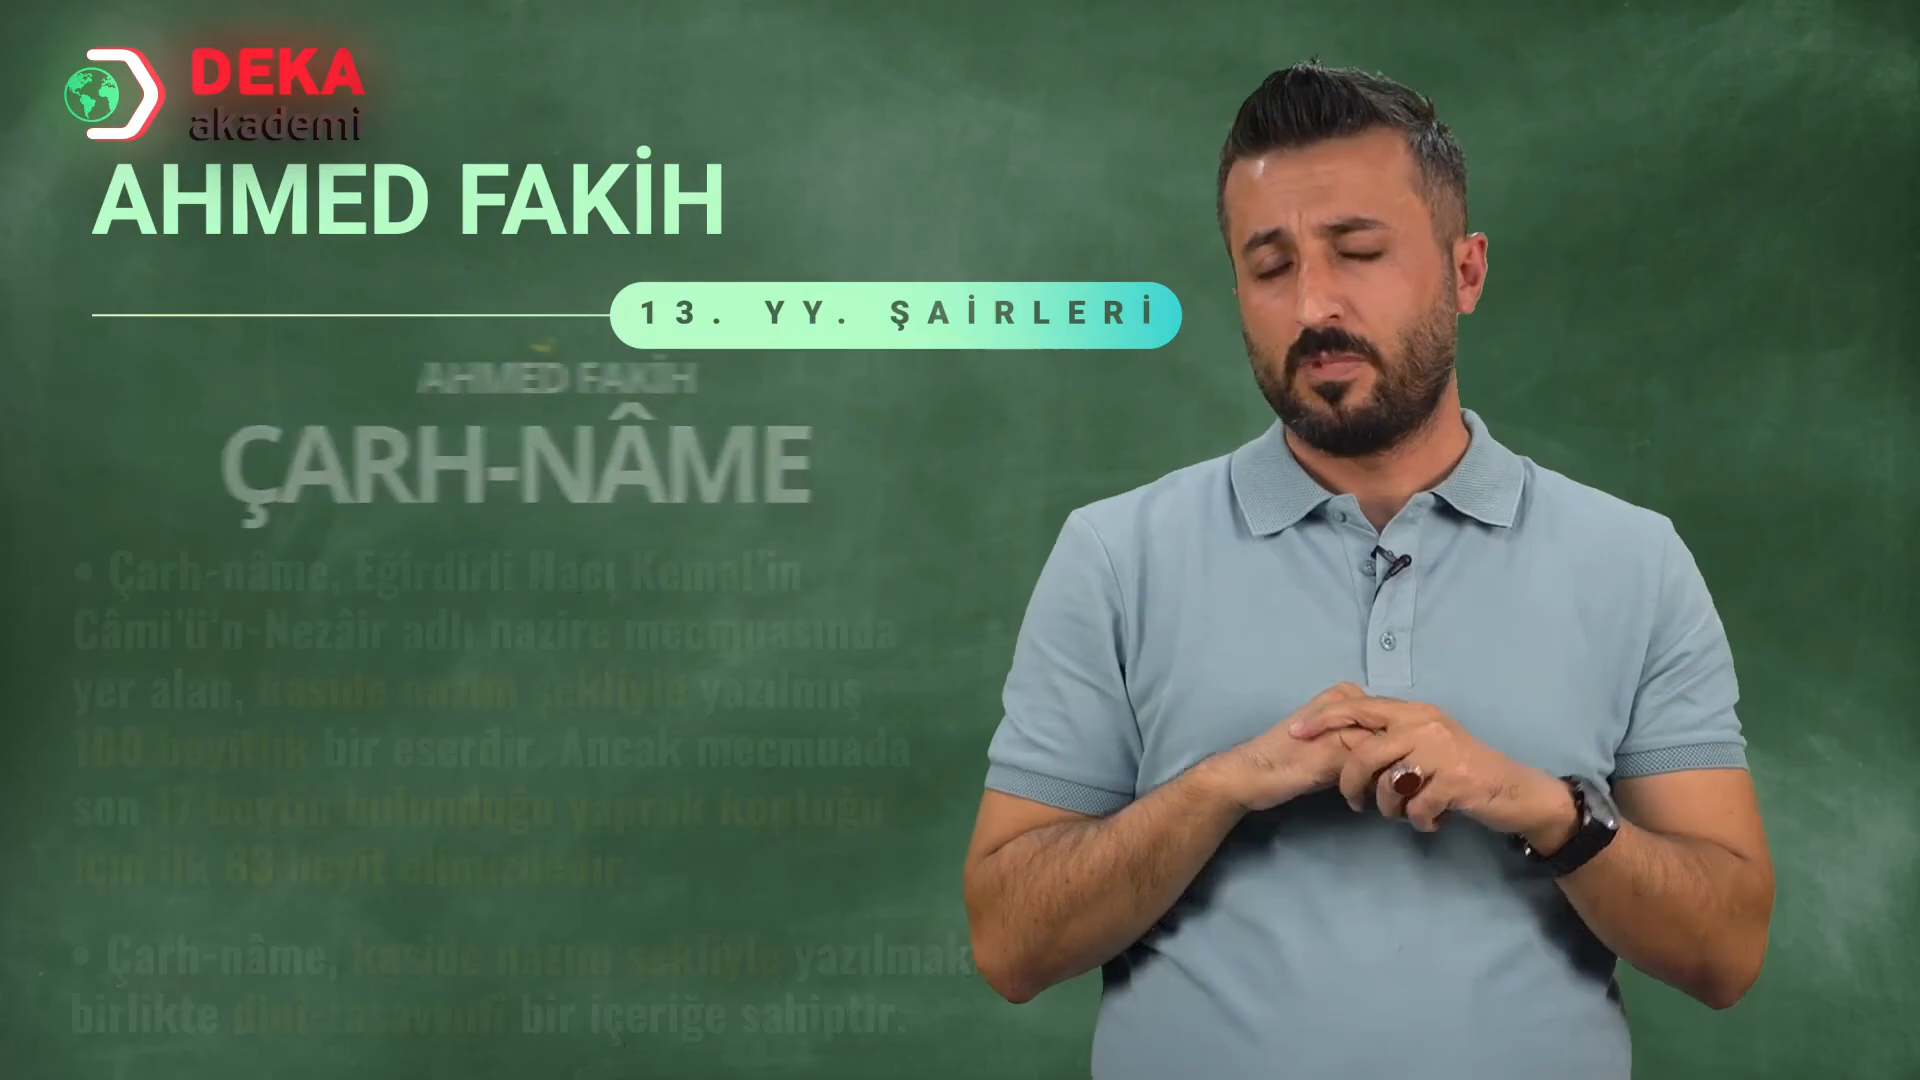 DEKA
akademi
AHMED FAKİH
13. YY. ŞAİRLERİ
AHMED FAKİH
ÇARH-NÂME
• Çarh-nâme, Eğirdirli Hacı Kemal'in
Câmi'ü'n-Nezâir adlı nazire mecmuasında
yer alan, kaside nazım şekliyle yazılmış
100 beyitlik bir eserdir. Ancak mecmuada
son 17 beytin bulunduğu yaprak koptuğu
için ilk 83 beyit elimizdedir.
• Çarh-nâme, kaside nazım şekliyle yazılmakl
birlikte dini-tasavvufi bir içeriğe sahiptir.